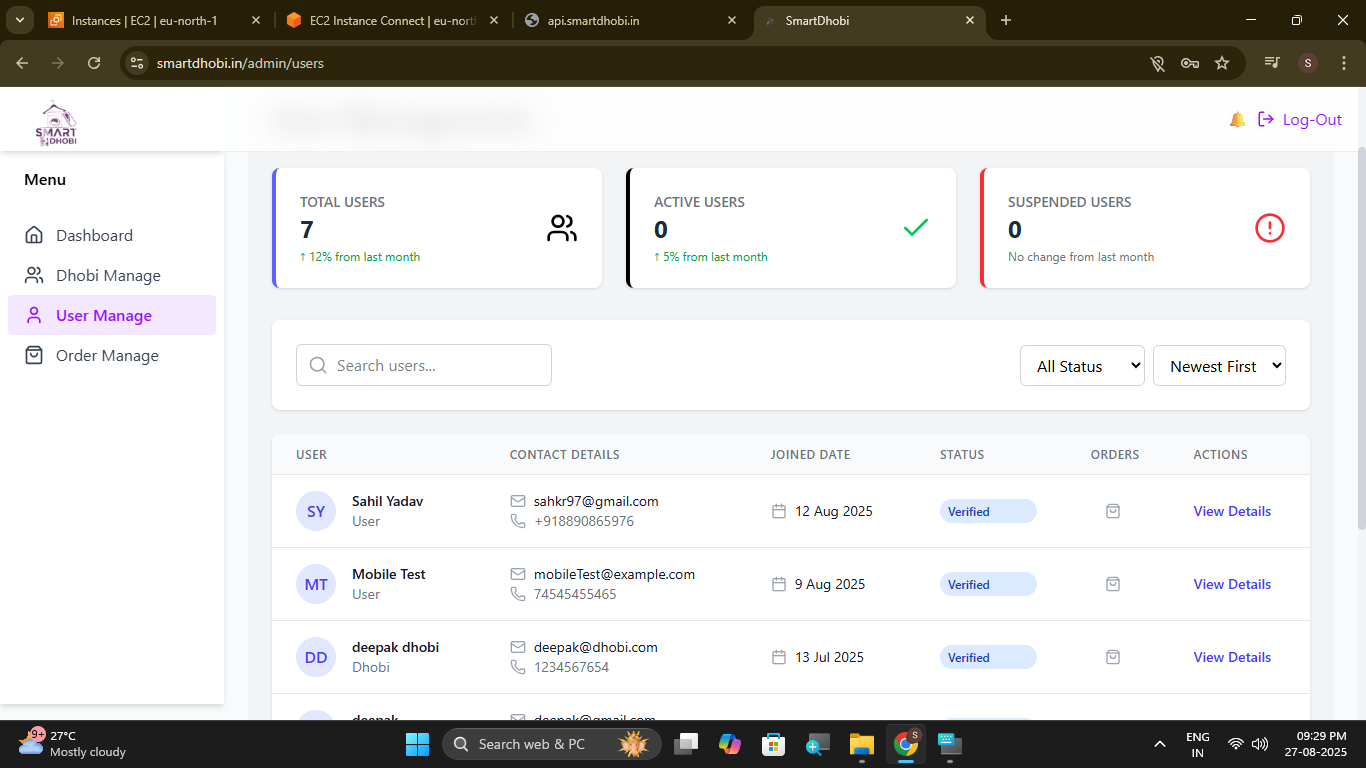 Instances | EC2 | eu-north-1
EC2 Instance Connect | eu-nort
api.smartdhobi.in
SmartDhobi
smartdhobi.in/admin/users
S
SMART
DHOBI
Log-Out
Menu
Dashboard
Dhobi Manage
User Manage
Order Manage
TOTAL USERS
7
↑ 12% from last month
ACTIVE USERS
0
↑ 5% from last month
SUSPENDED USERS
0
No change from last month
Search users...
All Status
Newest First
USER CONTACT DETAILS JOINED DATE STATUS ORDERS ACTIONS
SY Sahil Yadav sahkr97@gmail.com 12 Aug 2025 Verified View Details
User +918890865976
MT Mobile Test mobileTest@example.com 9 Aug 2025 Verified View Details
User 74545455465
DD deepak dhobi deepak@dhobi.com 13 Jul 2025 Verified View Details
Dhobi 1234567654
deepak deepak@gmail.com
9+ 27°C
Mostly cloudy
Search web & PC
S
ENG
IN
09:29 PM
27-08-2025